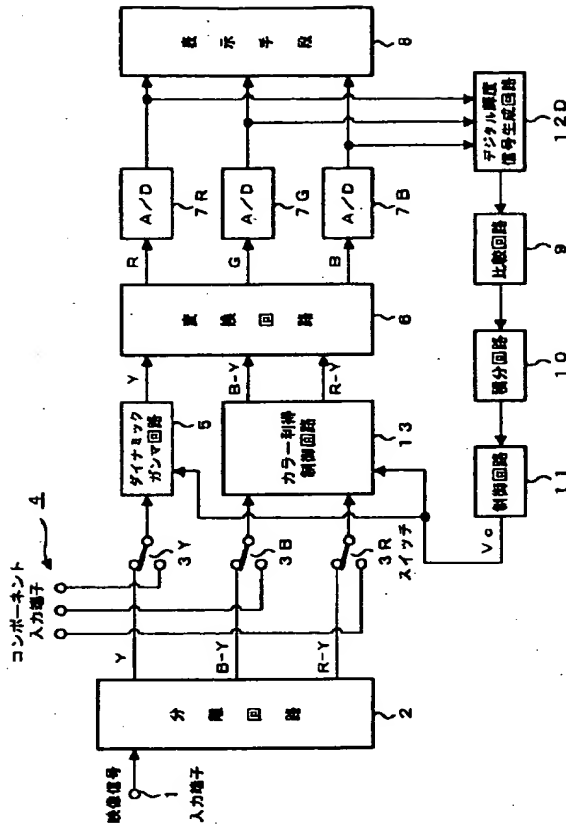 映像信号
入力端子
1
分離回路
2
コンポーネント
入力端子
4
Y
B-Y
R-Y
3Y
3B
3R
スイッチ
ダイナミック
ガンマ回路
5
カラー利得
制御回路
13
Y
B-Y
R-Y
変換回路
6
R
G
B
A/D
7R
A/D
7G
A/D
7B
表示手段
8
デジタル輝度
信号生成回路
12D
比較回路
9
積分回路
10
制御回路
11
Vc